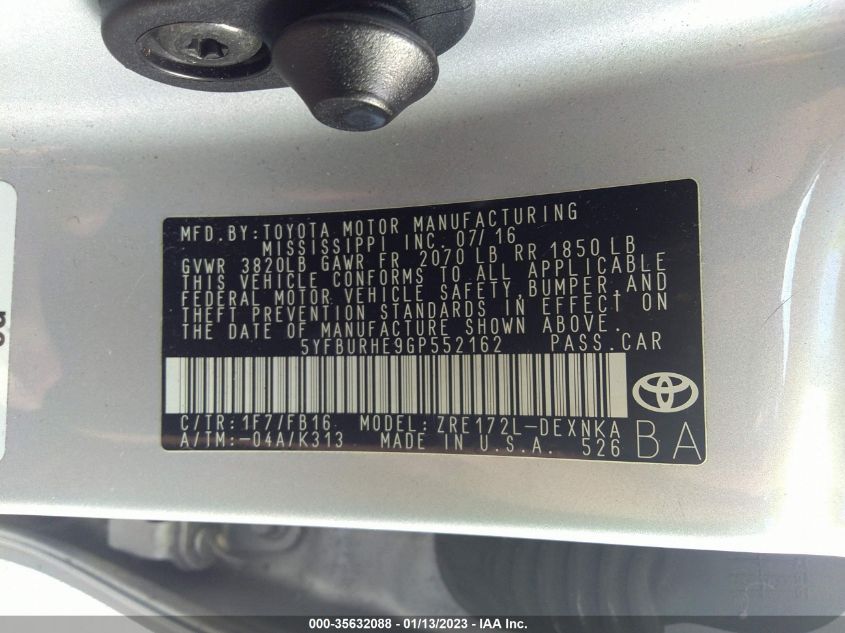 MFD.BY:TOYOTA MOTOR MANUFACTURING
MISSISSIPPI INC. 07/16
GVWR 3820LB GAWR FR 2070 LB RR 1850 LB
THIS VEHICLE CONFORMS TO ALL APPLICABLE
FEDERAL MOTOR VEHICLE SAFETY, BUMPER, AND
THEFT PREVENTION STANDARDS IN EFFECT ON
THE DATE OF MANUFACTURE SHOWN ABOVE.
5YFBURHE9GP552162 PASS.CAR
C/TR:1F7/FB16 MODEL:ZRE172L-DEXNKA
A/TM:-04A/K313 MADE IN U.S.A. 526 BA
000-35632088 - 01/13/2023 - IAAI Inc.